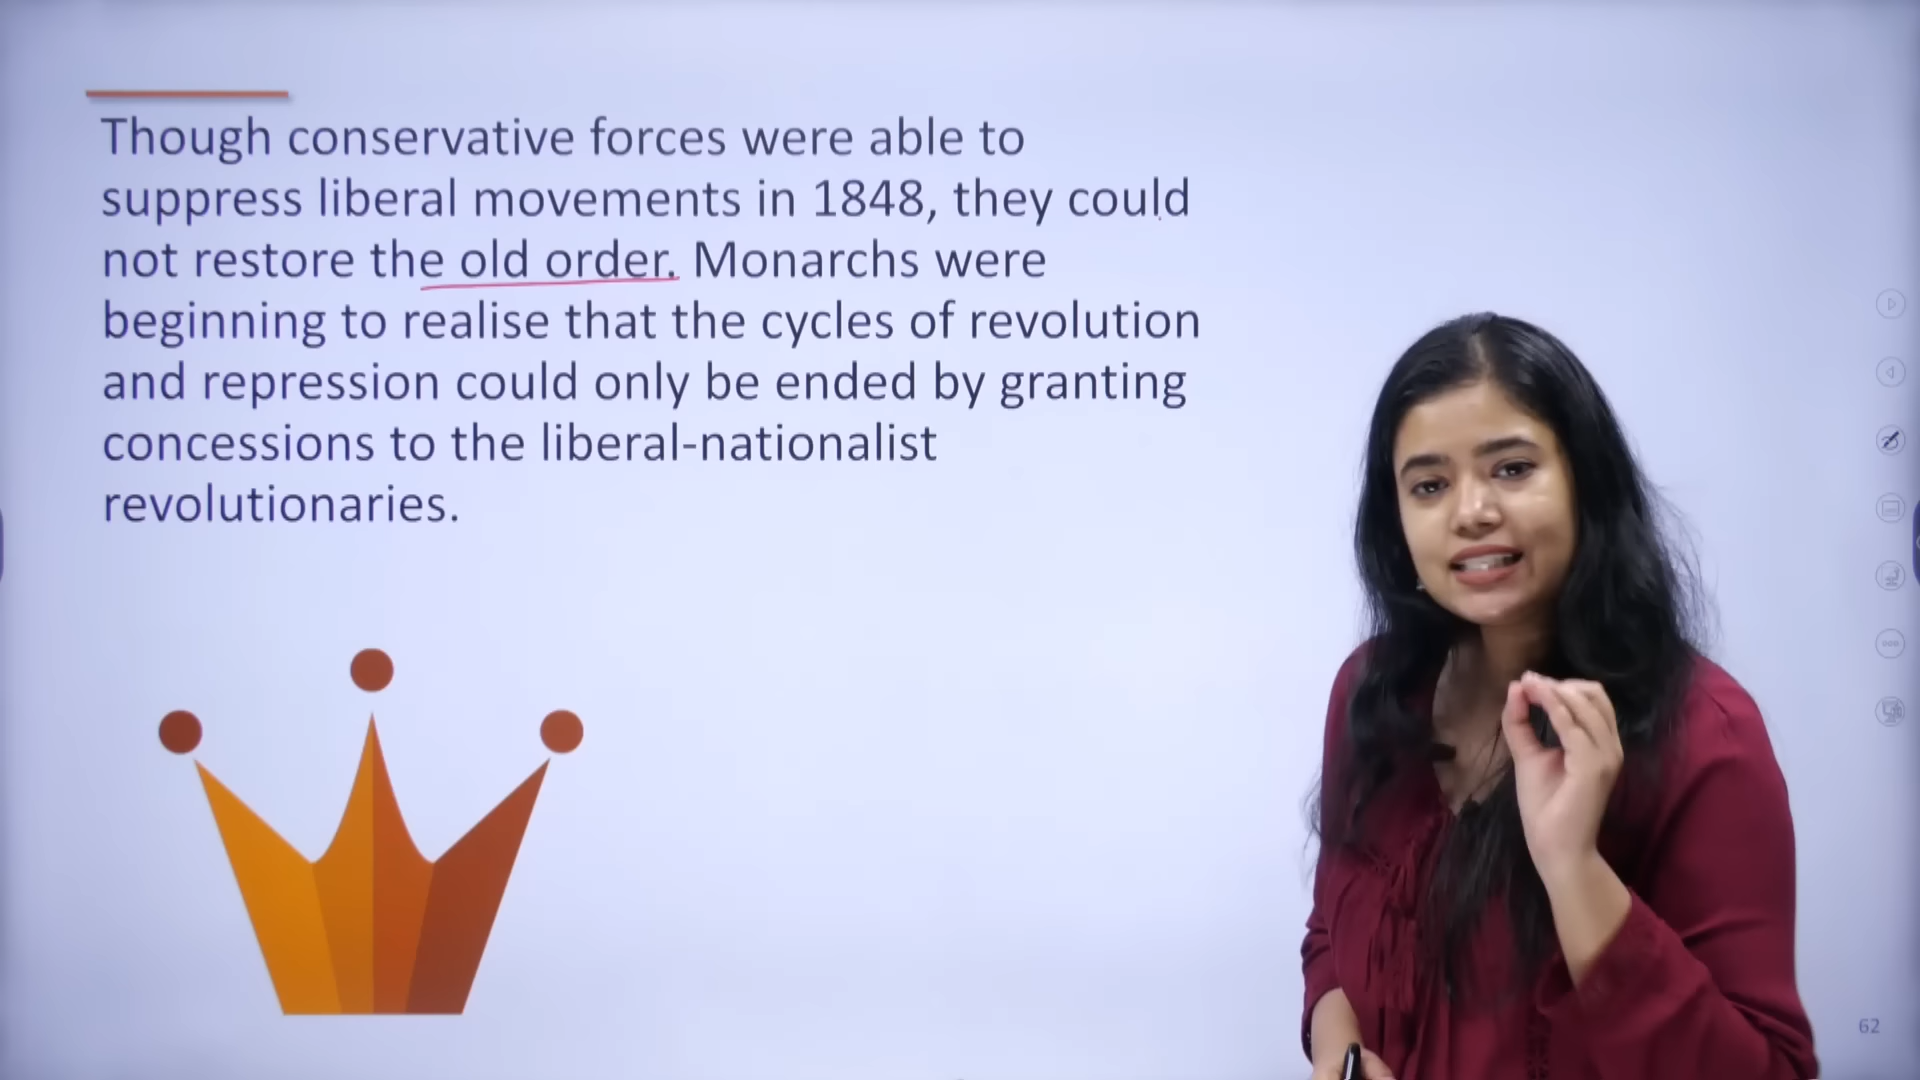 Though conservative forces were able to
suppress liberal movements in 1848, they could
not restore the old order. Monarchs were
beginning to realise that the cycles of revolution
and repression could only be ended by granting
concessions to the liberal-nationalist
revolutionaries.
62